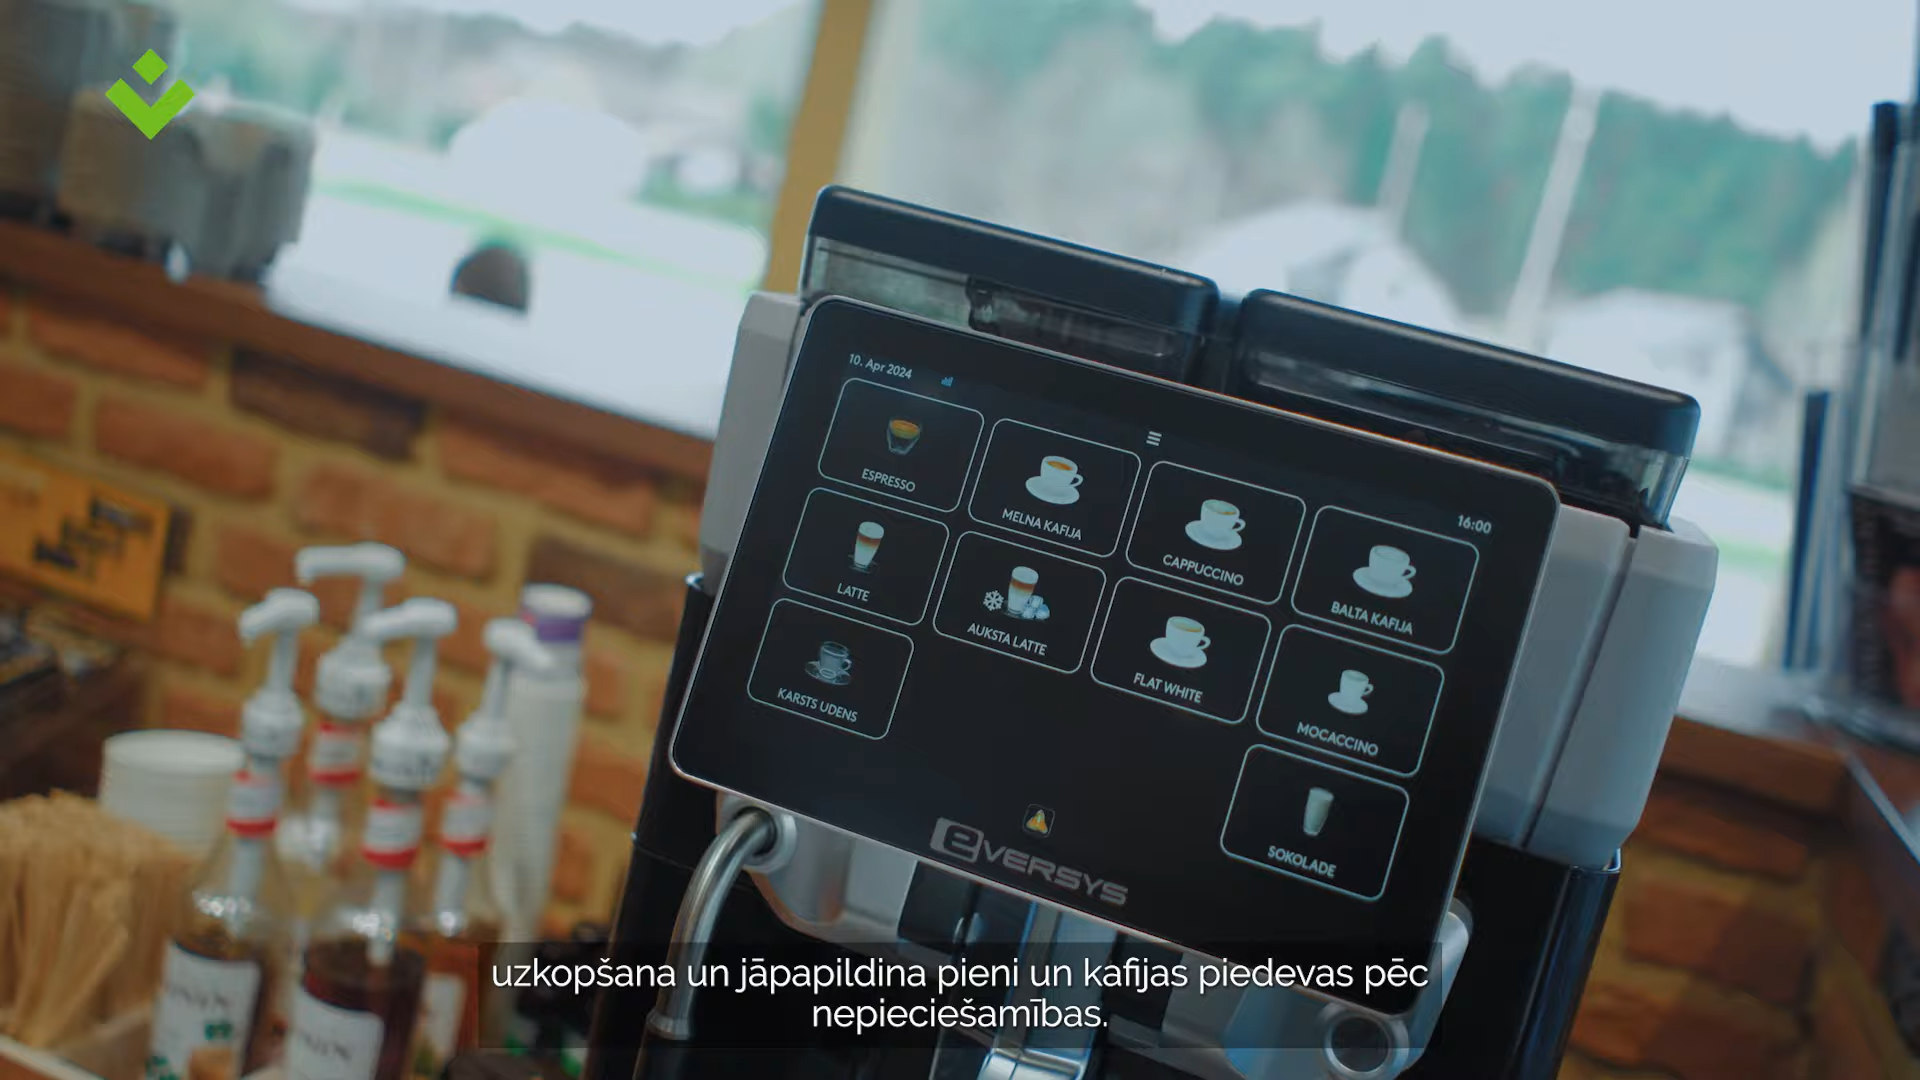 10. Apr 2024
16:00
ESPRESSO
MELNA KAFIJA
CAPPUCCINO
BALTA KAFIJA
LATTE
AUKSTA LATTE
FLAT WHITE
MOCACCINO
KARSTS UDENS
SOKOLADE
eVERSYS
uzkopšana un jāpapildina pieni un kafijas piedevas pēc
nepieciešamības.